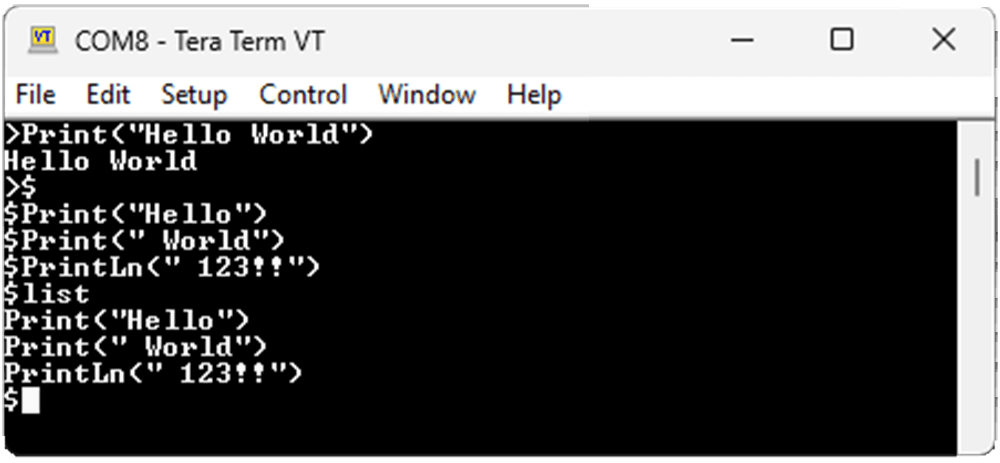 VT
COM8 - Tera Term VT
File Edit Setup Control Window Help
>Print("Hello World")
Hello World
>$
$Print("Hello")
$Print(" World")
$PrintLn(" 123!!")
$list
Print("Hello")
Print(" World")
PrintLn(" 123!!")
$